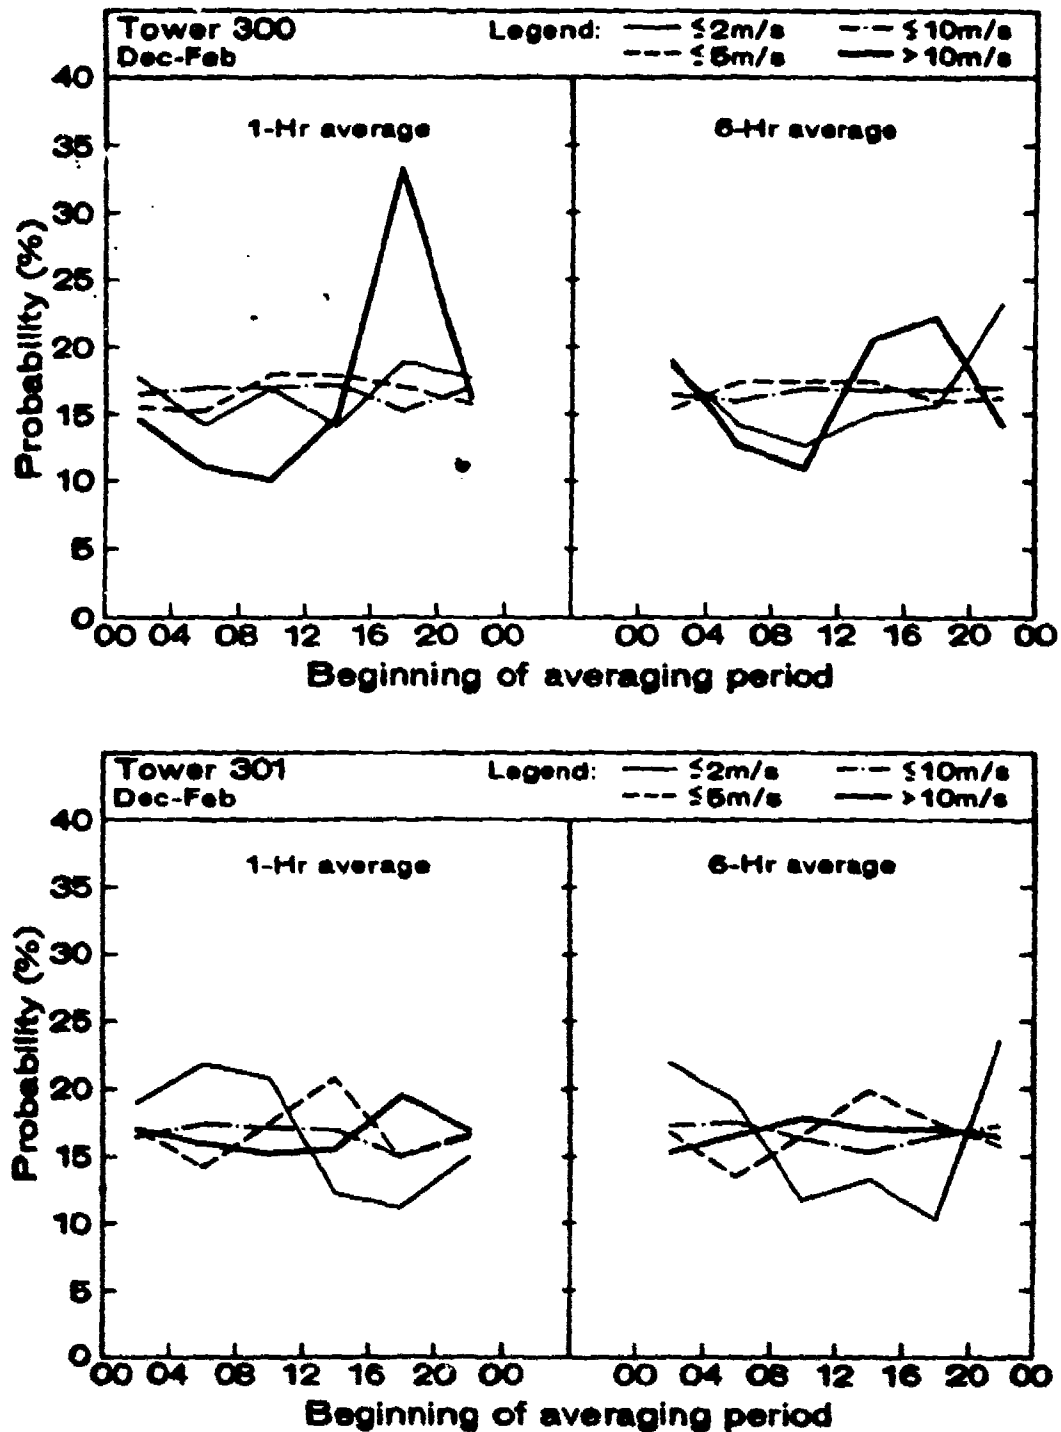 Tower 300 Legend: ≤2m/s ≤10m/s
Dec-Feb ≤5m/s >10m/s
40
1-Hr average 6-Hr average
35
30
25
20
15
10
5
0
Probability (%)
00 04 08 12 16 20 00 00 04 08 12 16 20 00
Beginning of averaging period
Tower 301 Legend: ≤2m/s ≤10m/s
Dec-Feb ≤5m/s >10m/s
40
1-Hr average 6-Hr average
35
30
25
20
15
10
5
0
Probability (%)
00 04 08 12 16 20 00 00 04 08 12 16 20 00
Beginning of averaging period